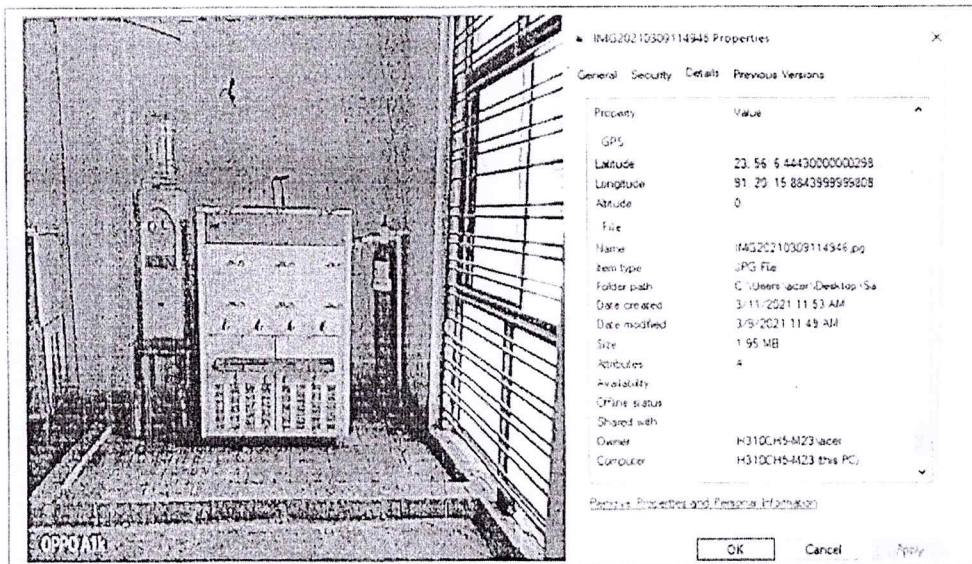 OPPO A1k
IMG20210309114946 Properties
General Security Details Previous Versions
Property Value
GPS
Latitude 23; 56; 6.44430000000298
Longitude 91; 20; 15.8843999999808
Altitude 0
File
Name IMG20210309114946.jpg
Item type JPG File
Folder path C:\Users\acer\Desktop\Sa
Date created 3/11/2021 11:53 AM
Date modified 3/9/2021 11:49 AM
Size 1.95 MB
Attributes A
Availability
Offline status
Shared with
Owner H310CH5-M23\acer
Computer H310CH5-M23 (this PC)
Remove Properties and Personal Information
OK Cancel Apply